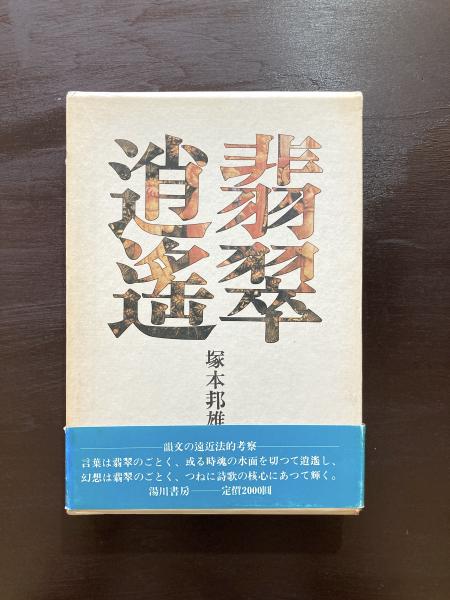 翡翠
逍遥
塚本邦雄
韻文の遠近法的考察
言葉は翡翠のごとく、或る時魂の水面を切つて逍遥し、
幻想は翡翠のごとく、つねに詩歌の核心にあつて輝く。
湯川書房――定價2000圓